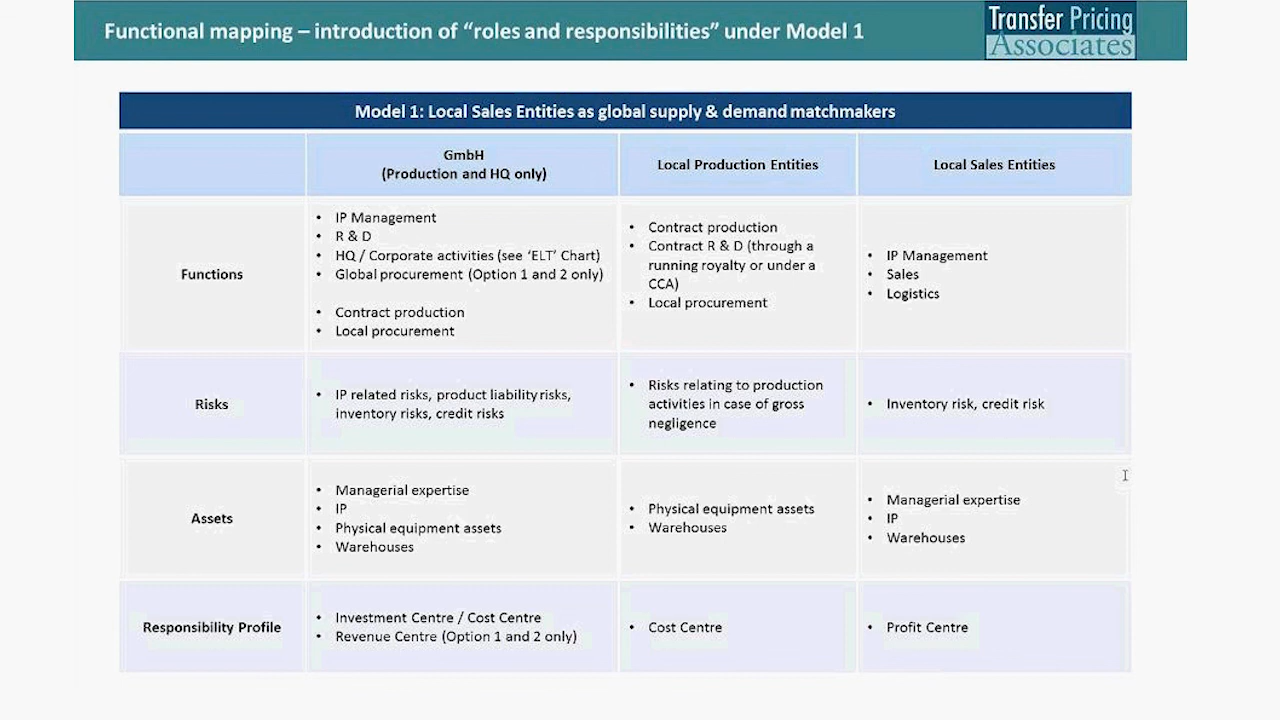 Functional mapping – introduction of “roles and responsibilities” under Model 1
Transfer Pricing
Associates
Model 1: Local Sales Entities as global supply & demand matchmakers
GmbH
(Production and HQ only)
Local Production Entities
Local Sales Entities
Functions
• IP Management
• R & D
• HQ / Corporate activities (see ‘ELT’ Chart)
• Global procurement (Option 1 and 2 only)
• Contract production
• Local procurement
• Contract production
• Contract R & D (through a
running royalty or under a
CCA)
• Local procurement
• IP Management
• Sales
• Logistics
Risks
• IP related risks, product liability risks,
inventory risks, credit risks
• Risks relating to production
activities in case of gross
negligence
• Inventory risk, credit risk
Assets
• Managerial expertise
• IP
• Physical equipment assets
• Warehouses
• Physical equipment assets
• Warehouses
• Managerial expertise
• IP
• Warehouses
Responsibility Profile
• Investment Centre / Cost Centre
• Revenue Centre (Option 1 and 2 only)
• Cost Centre
• Profit Centre